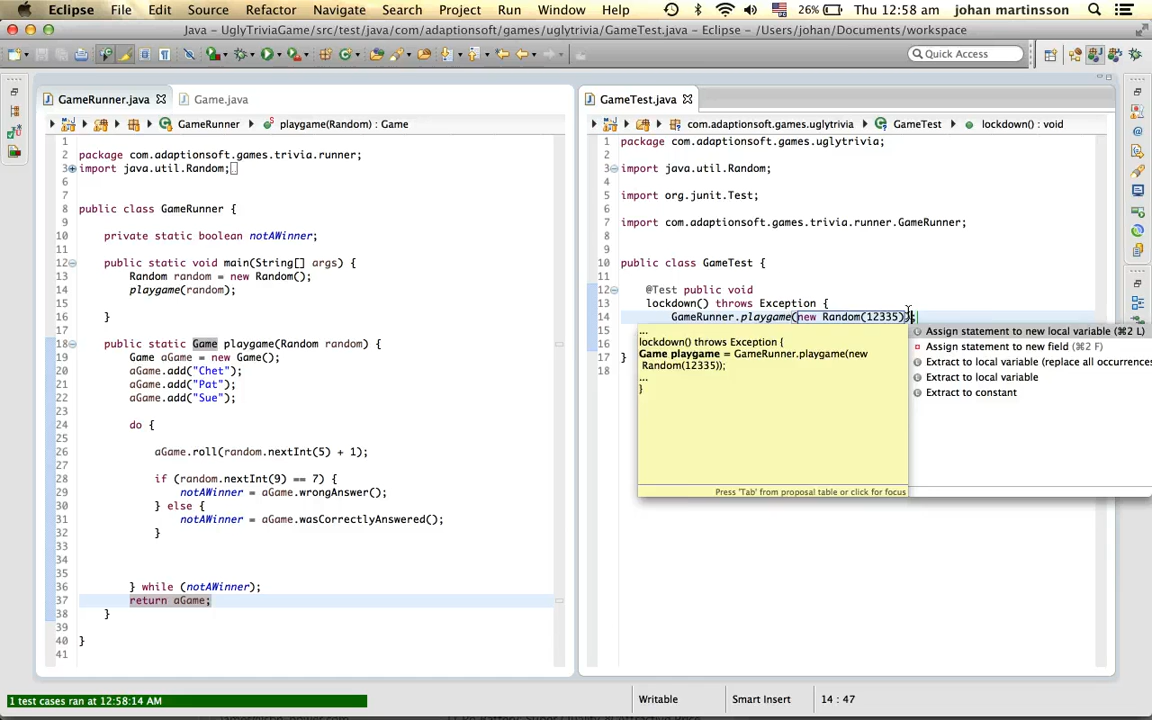 Eclipse File Edit Source Refactor Navigate Search Project Run Window Help 26% Thu 12:58 am johan martinsson
Java – UglyTriviaGame/src/test/java/com/adaptionsoft/games/uglytrivia/GameTest.java – Eclipse – /Users/johan/Documents/workspace
Quick Access
GameRunner.java Game.java
GameRunner playgame(Random) : Game
1
2 package com.adaptionsoft.games.trivia.runner;
3 import java.util.Random;
6
7
8 public class GameRunner {
9
10 private static boolean notAWinner;
11
12 public static void main(String[] args) {
13 Random random = new Random();
14 playgame(random);
15
16 }
17
18 public static Game playgame(Random random) {
19 Game aGame = new Game();
20 aGame.add("Chet");
21 aGame.add("Pat");
22 aGame.add("Sue");
23
24 do {
25
26 aGame.roll(random.nextInt(5) + 1);
27
28 if (random.nextInt(9) == 7) {
29 notAWinner = aGame.wrongAnswer();
30 } else {
31 notAWinner = aGame.wasCorrectlyAnswered();
32 }
33
34
35
36 } while (notAWinner);
37 return aGame;
38 }
39
40 }
41
GameTest.java
com.adaptionsoft.games.uglytrivia GameTest lockdown() : void
1 package com.adaptionsoft.games.uglytrivia;
2
3 import java.util.Random;
4
5 import org.junit.Test;
6
7 import com.adaptionsoft.games.trivia.runner.GameRunner;
8
9
10 public class GameTest {
11
12 @Test public void
13 lockdown() throws Exception {
14 GameRunner.playgame(new Random(12335));
15
16
17 }
18
...
lockdown() throws Exception {
Game playgame = GameRunner.playgame(new
Random(12335));
...
}
Press 'Tab' from proposal table or click for focus
Assign statement to new local variable (⌘2 L)
Assign statement to new field (⌘2 F)
Extract to local variable (replace all occurrences
Extract to local variable
Extract to constant
1 test cases ran at 12:58:14 AM
Writable Smart Insert 14 : 47